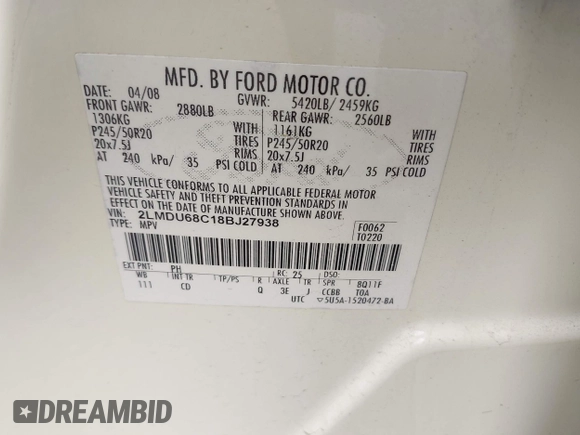 MFD. BY FORD MOTOR CO.
DATE: 04/08 GVWR: 5420LB/ 2459KG
FRONT GAWR: 2880LB REAR GAWR: 2560LB
1306KG WITH 1161KG WITH
P245/50R20 TIRES P245/50R20 TIRES
20x7.5J RIMS 20x7.5J RIMS
AT 240 kPa/ 35 PSI COLD AT 240 kPa/ 35 PSI COLD
THIS VEHICLE CONFORMS TO ALL APPLICABLE FEDERAL MOTOR
VEHICLE SAFETY AND THEFT PREVENTION STANDARDS IN
EFFECT ON THE DATE OF MANUFACTURE SHOWN ABOVE.
VIN: 2LMDU68C18BJ27938 F0062
TYPE: MPV T0220
EXT PNT: PH RC: 25 DSO:
WB INT TR TP/PS R AXLE TR SPR 8Q11F
111 CD Q 3E J CCBB TOA
UTC ▽5U5A-1520472-BA
DREAMBID